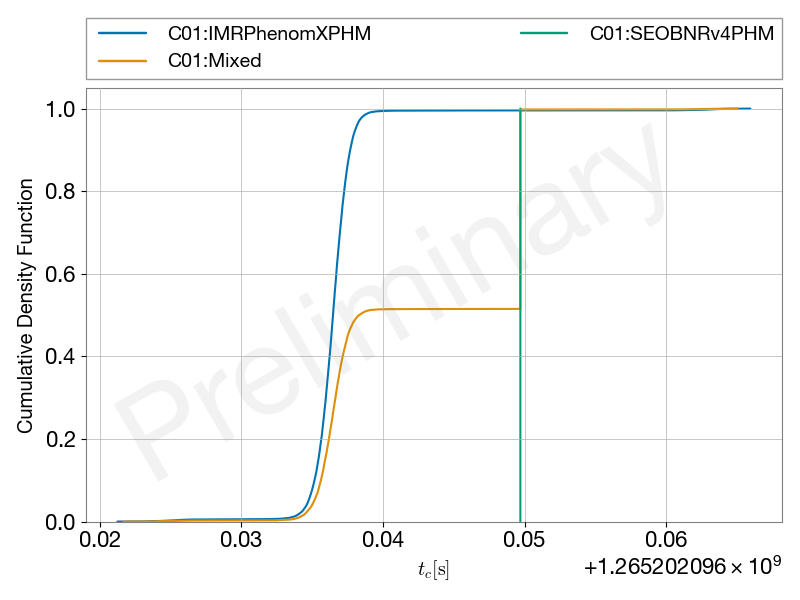 C01:IMRPhenomXPHM
C01:SEOBNRv4PHM
C01:Mixed
Cumulative Density Function
1.0
0.8
0.6
0.4
0.2
0.0
Preliminary
0.02 0.03 0.04 0.05 0.06
t_c[s]
+1.265202096 × 10⁹